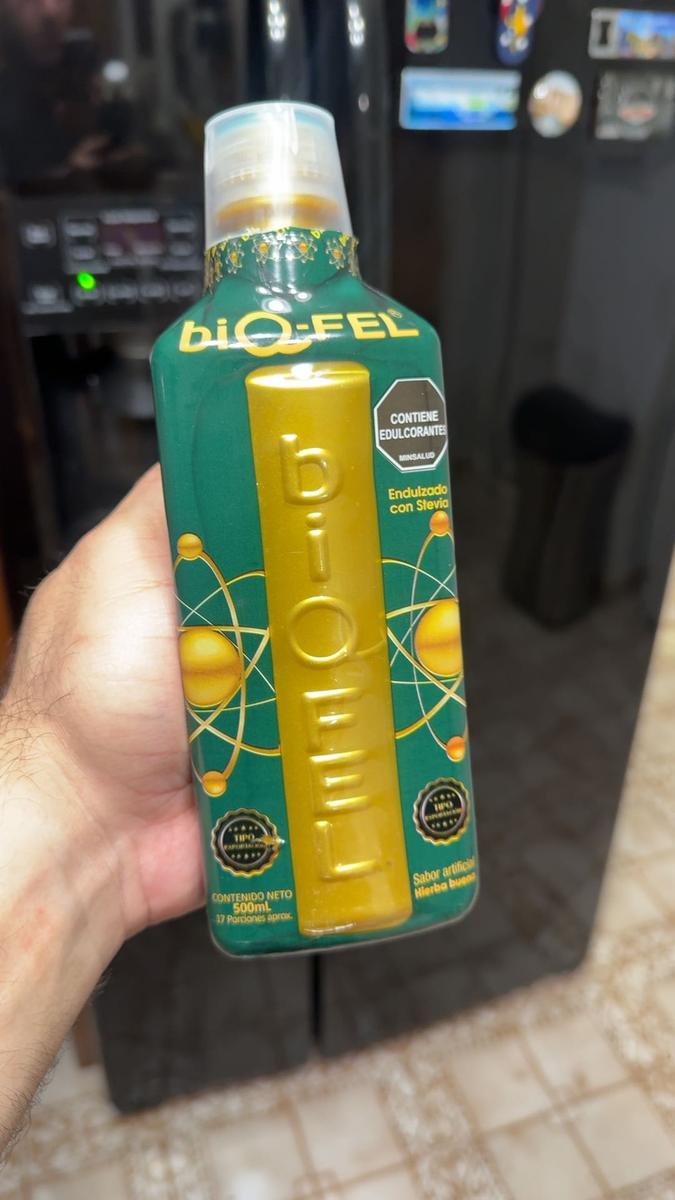 biO-FEL®
CONTIENE
EDULCORANTES
MINSALUD
Endulzado
con Stevia
biOFEL
TIPO
EXPORTACIÓN
TIPO
EXPORTACIÓN
CONTENIDO NETO
500mL
17 Porciones aprox.
Sabor artificial
Hierba buena